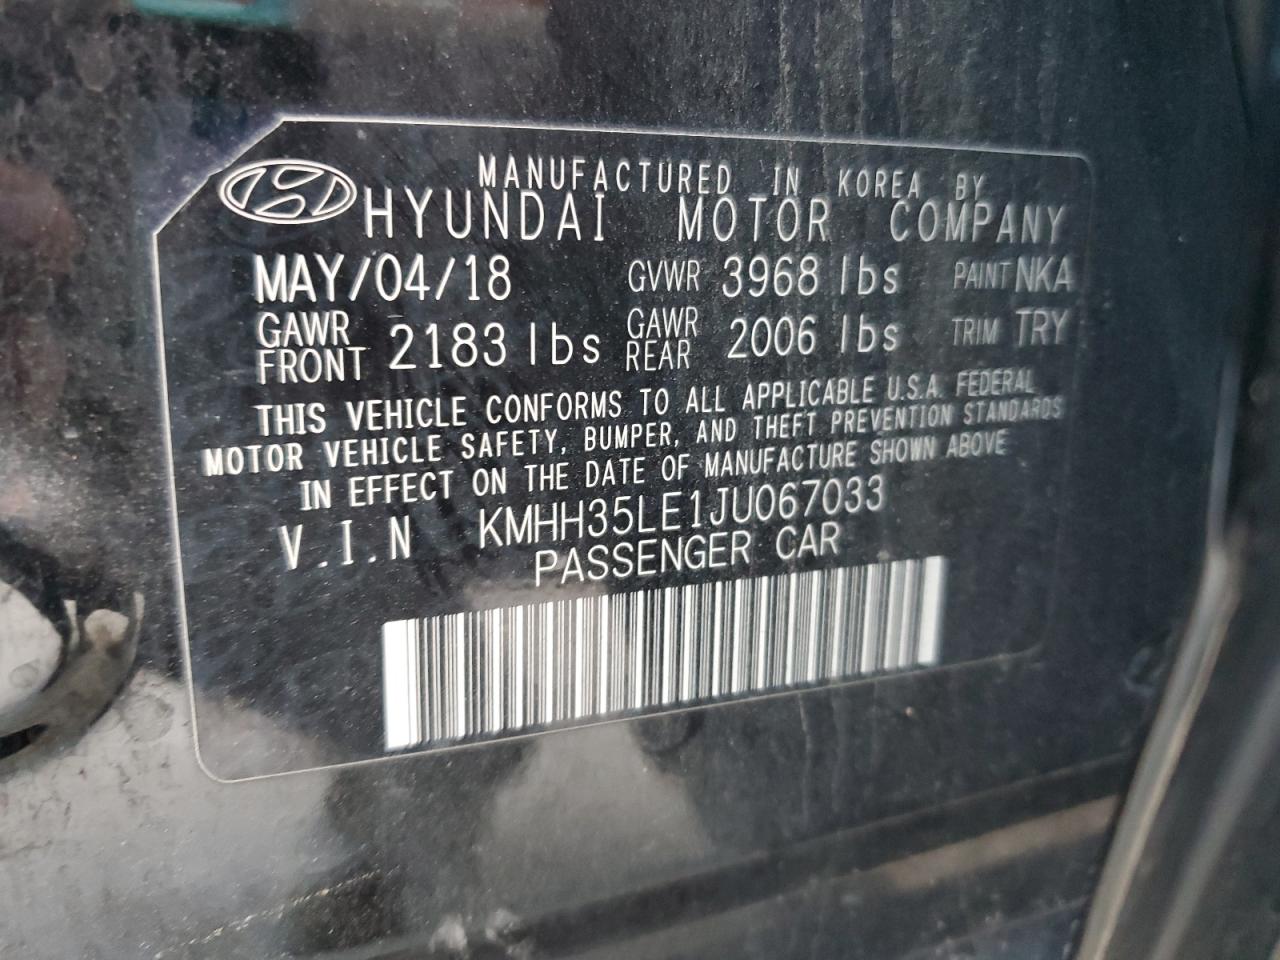 MANUFACTURED IN KOREA BY
HYUNDAI MOTOR COMPANY
MAY/04/18 GVWR 3968 lbs PAINT NKA
GAWR FRONT 2183 lbs GAWR REAR 2006 lbs TRIM TRY
THIS VEHICLE CONFORMS TO ALL APPLICABLE U.S.A. FEDERAL
MOTOR VEHICLE SAFETY, BUMPER, AND THEFT PREVENTION STANDARDS
IN EFFECT ON THE DATE OF MANUFACTURE SHOWN ABOVE
V.I.N KMHH35LE1JU067033
PASSENGER CAR